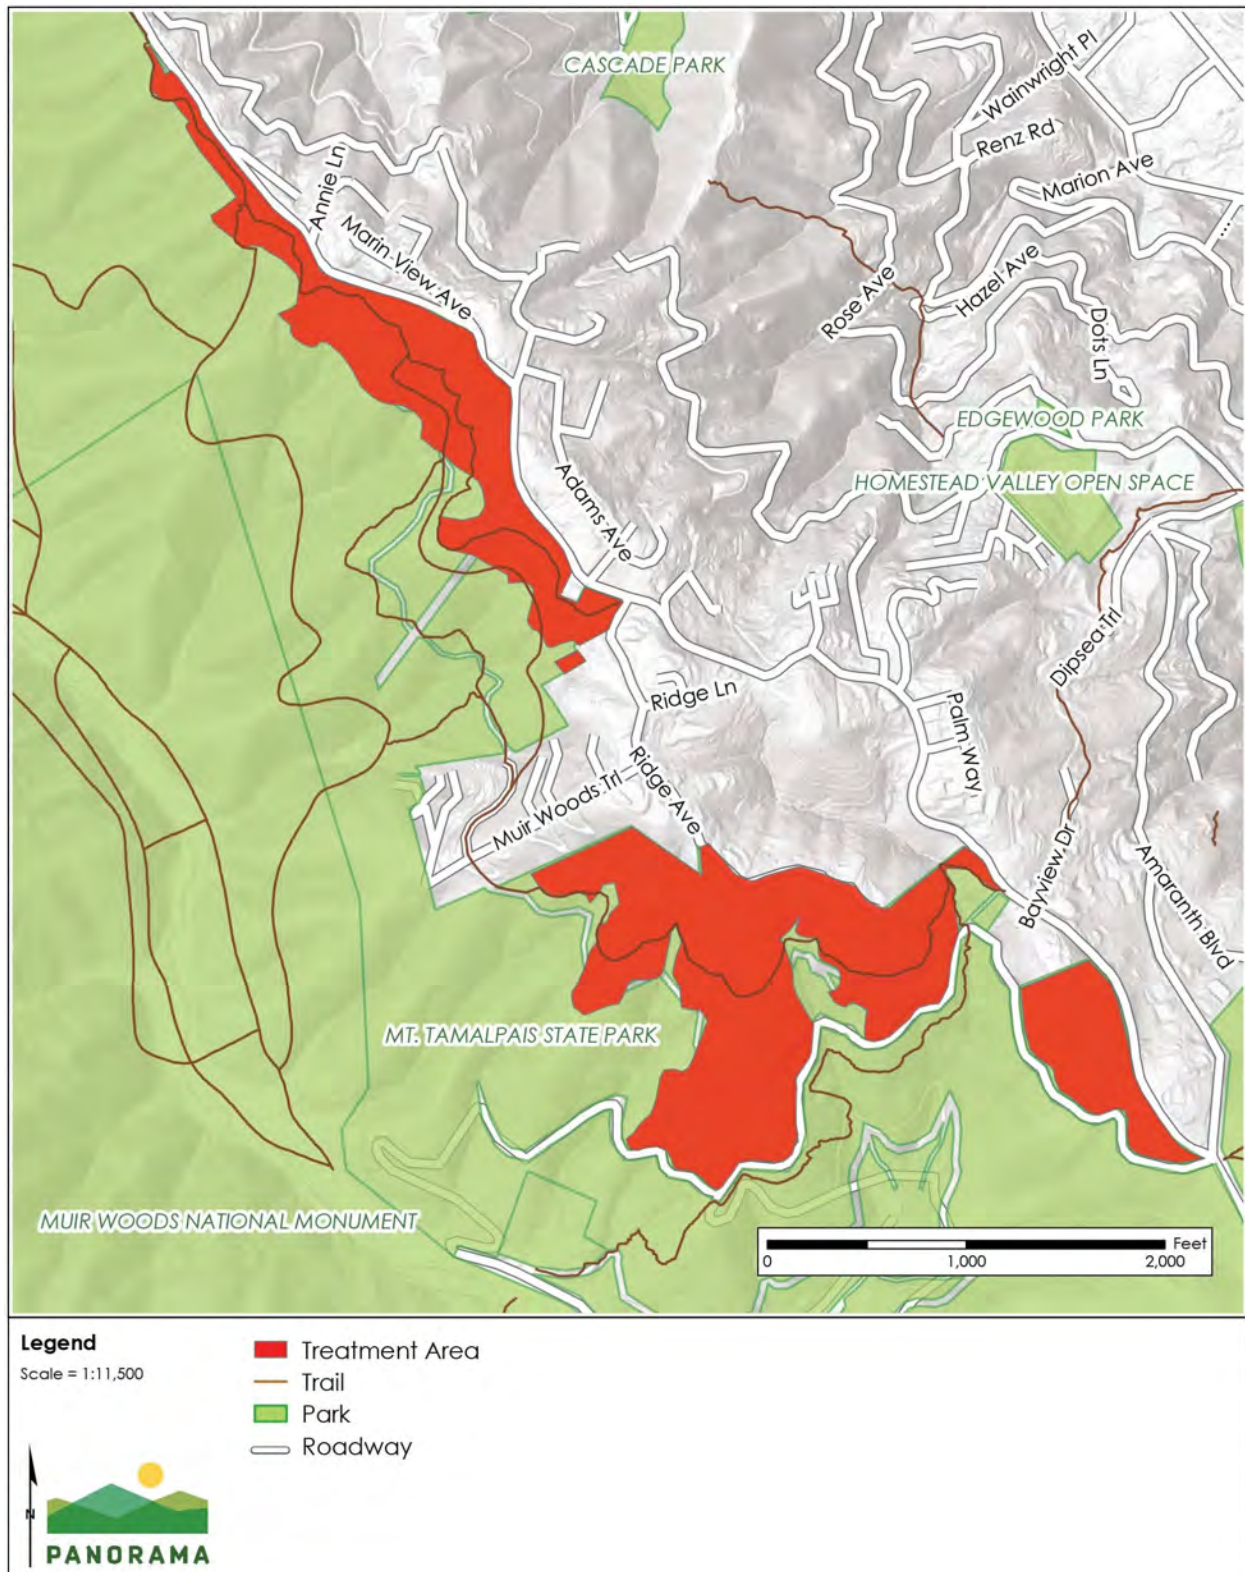 CASCADE PARK
Wainwright Pl
Renz Rd
Marion Ave
Annie Ln
Marin View Ave
Rose Ave
Hazel Ave
Dots Ln
EDGEWOOD PARK
HOMESTEAD VALLEY OPEN SPACE
Adams Ave
Dipsea Trl
Ridge Ln
Palm Way
Ridge Ave
Muir Woods Trl
Bayview Dr
Amaranth Blvd
MT. TAMALPAIS STATE PARK
MUIR WOODS NATIONAL MONUMENT
Feet
0 1,000 2,000
Legend
Scale = 1:11,500
Treatment Area
Trail
Park
Roadway
N
PANORAMA